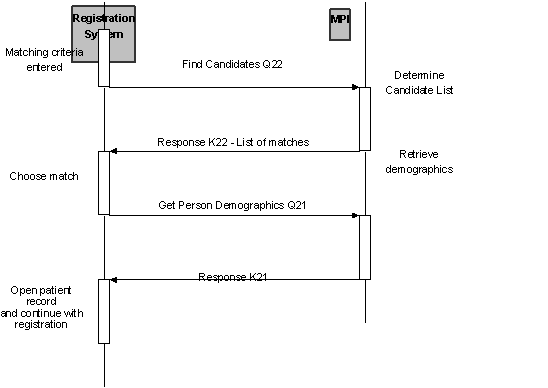 Registration
System
MPI
Matching criteria
entered
Find Candidates Q22
Determine
Candidate List
Response K22 - List of matches
Retrieve
demographics
Choose match
Get Person Demographics Q21
Response K21
Open patient
record
and continue with
registration